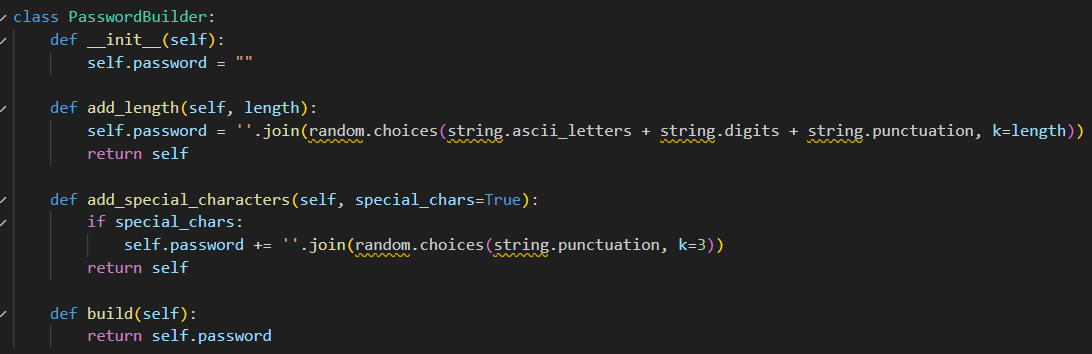 class PasswordBuilder:
    def __init__(self):
        self.password = ""

    def add_length(self, length):
        self.password = ''.join(random.choices(string.ascii_letters + string.digits + string.punctuation, k=length))
        return self

    def add_special_characters(self, special_chars=True):
        if special_chars:
            self.password += ''.join(random.choices(string.punctuation, k=3))
        return self

    def build(self):
        return self.password